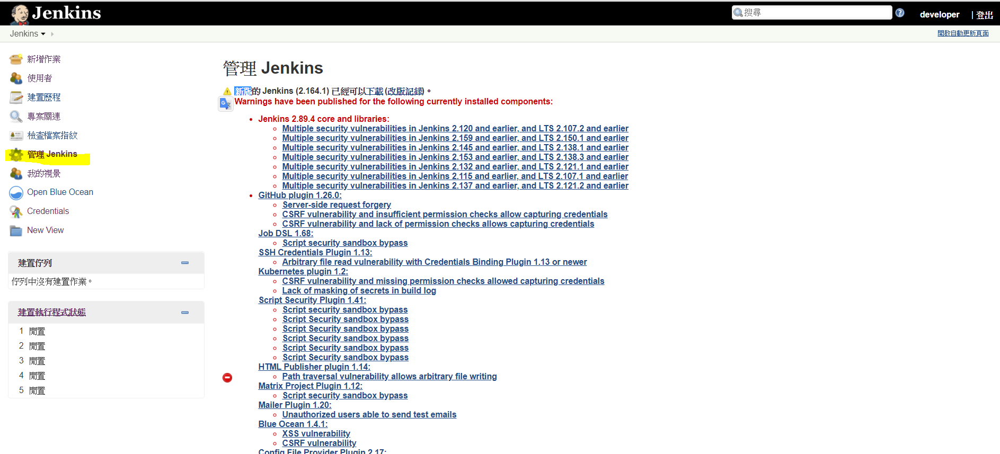 Jenkins
搜尋
developer | 登出
Jenkins
開啟自動更新頁面
新增作業
使用者
建置歷程
專案關連
檢查檔案指紋
管理 Jenkins
我的視景
Open Blue Ocean
Credentials
New View
建置佇列
佇列中沒有建置作業。
建置執行程式狀態
1 閒置
2 閒置
3 閒置
4 閒置
5 閒置
管理 Jenkins
新版的 Jenkins (2.164.1) 已經可以下載 (改版記錄)。
Warnings have been published for the following currently installed components:
Jenkins 2.89.4 core and libraries:
Multiple security vulnerabilities in Jenkins 2.120 and earlier, and LTS 2.107.2 and earlier
Multiple security vulnerabilities in Jenkins 2.159 and earlier, and LTS 2.150.1 and earlier
Multiple security vulnerabilities in Jenkins 2.145 and earlier, and LTS 2.138.1 and earlier
Multiple security vulnerabilities in Jenkins 2.153 and earlier, and LTS 2.138.3 and earlier
Multiple security vulnerabilities in Jenkins 2.132 and earlier, and LTS 2.121.1 and earlier
Multiple security vulnerabilities in Jenkins 2.115 and earlier, and LTS 2.107.1 and earlier
Multiple security vulnerabilities in Jenkins 2.137 and earlier, and LTS 2.121.2 and earlier
GitHub plugin 1.26.0:
Server-side request forgery
CSRF vulnerability and insufficient permission checks allow capturing credentials
CSRF vulnerability and lack of permission checks allows capturing credentials
Job DSL 1.68:
Script security sandbox bypass
SSH Credentials Plugin 1.13:
Arbitrary file read vulnerability with Credentials Binding Plugin 1.13 or newer
Kubernetes plugin 1.2:
CSRF vulnerability and missing permission checks allowed capturing credentials
Lack of masking of secrets in build log
Script Security Plugin 1.41:
Script security sandbox bypass
Script Security sandbox bypass
Script Security sandbox bypass
Script Security sandbox bypass
Script Security sandbox bypass
Script Security sandbox bypass
HTML Publisher plugin 1.14:
Path traversal vulnerability allows arbitrary file writing
Matrix Project Plugin 1.12:
Script security sandbox bypass
Mailer Plugin 1.20:
Unauthorized users able to send test emails
Blue Ocean 1.4.1:
XSS vulnerability
CSRF vulnerability
Config File Provider Plugin 2.17: